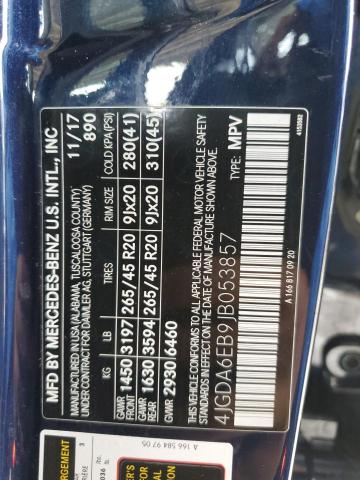 MFD BY MERCEDES-BENZ U.S. INTL., INC
MANUFACTURED IN USA (ALABAMA, TUSCALOOSA COUNTY)
UNDER CONTRACT FOR DAIMLER AG, STUTTGART (GERMANY)
11/17
890
KG LB TIRES RIM SIZE COLD KPA (PSI)
GAWR FRONT 1450 3197 265/45 R20 9Jx20 280(41)
GAWR REAR 1630 3594 265/45 R20 9Jx20 310(45)
GVWR 2930/6460
THIS VEHICLE CONFORMS TO ALL APPLICABLE FEDERAL MOTOR VEHICLE SAFETY
STANDARDS IN EFFECT ON THE DATE OF MANUFACTURE SHOWN ABOVE.
4JGDA6EB9JB053857
TYPE: MPV
A 166 817 09 20
A 166 584 97 05
3